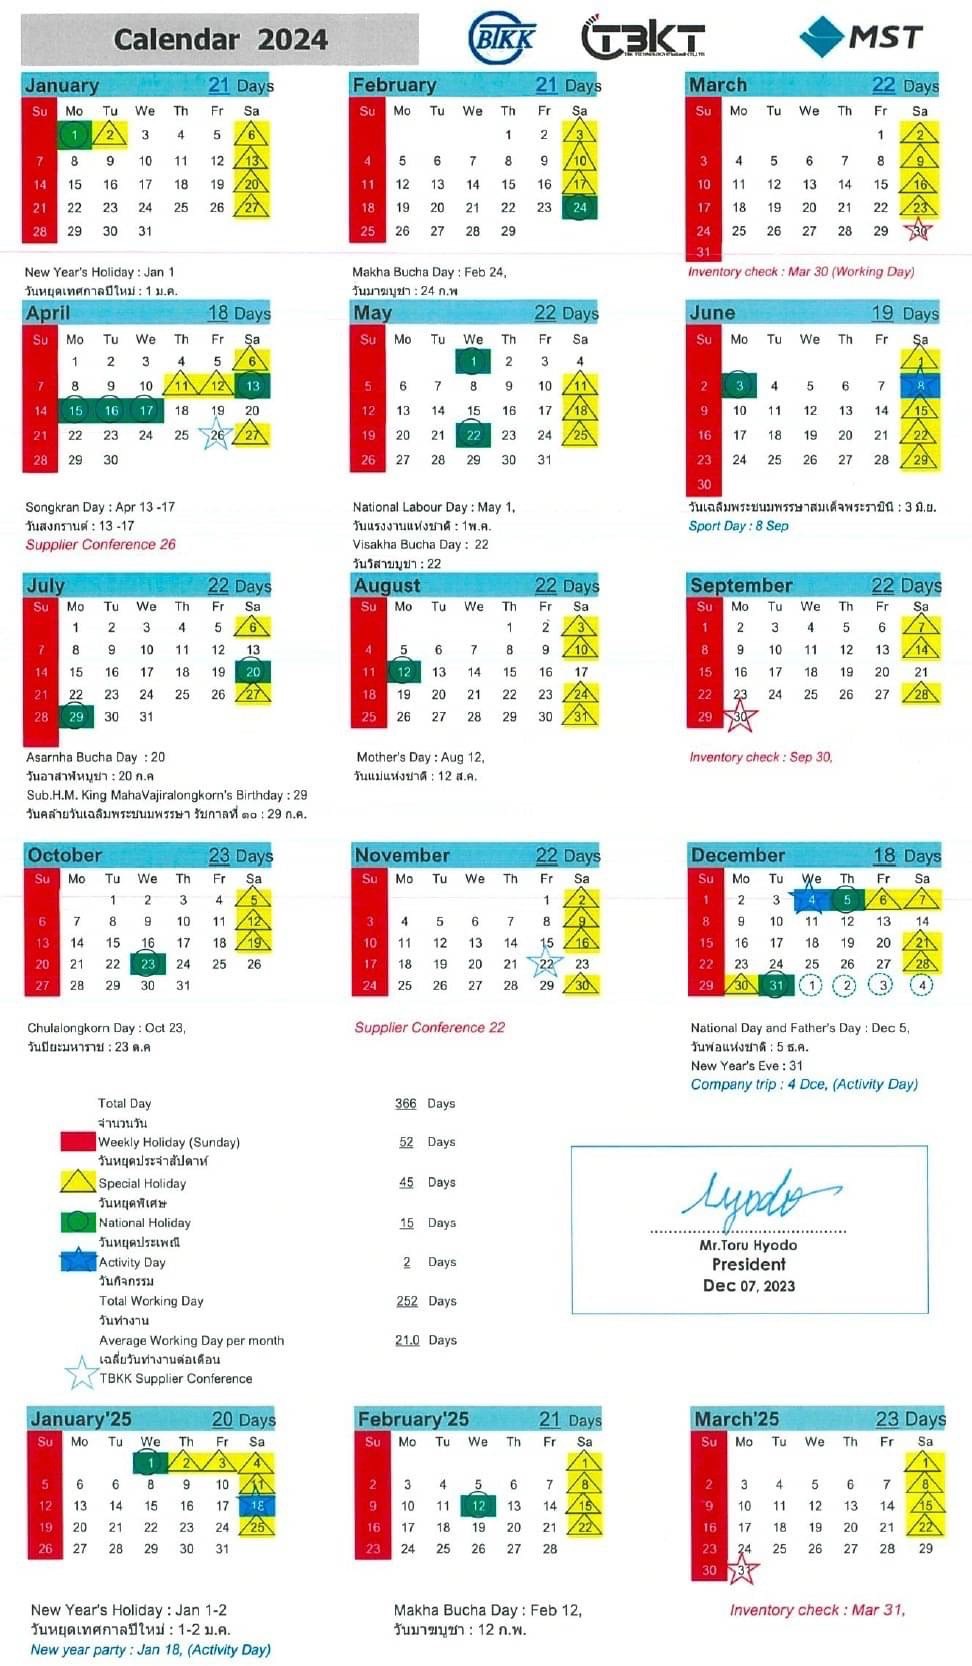 Calendar 2024 BTKK TBKT MST
January 21 Days
Su Mo Tu We Th Fr Sa
1 2 3 4 5 6
7 8 9 10 11 12 13
14 15 16 17 18 19 20
21 22 23 24 25 26 27
28 29 30 31
New Year's Holiday : Jan 1
วันหยุดเทศกาลปีใหม่ : 1 ม.ค.
February 21 Days
Su Mo Tu We Th Fr Sa
1 2 3
4 5 6 7 8 9 10
11 12 13 14 15 16 17
18 19 20 21 22 23 24
25 26 27 28 29
Makha Bucha Day : Feb 24,
วันมาฆบูชา : 24 ก.พ
March 22 Days
Su Mo Tu We Th Fr Sa
1 2
3 4 5 6 7 8 9
10 11 12 13 14 15 16
17 18 19 20 21 22 23
24 25 26 27 28 29 30
31
Inventory check : Mar 30 (Working Day)
April 18 Days
Su Mo Tu We Th Fr Sa
1 2 3 4 5 6
7 8 9 10 11 12 13
14 15 16 17 18 19 20
21 22 23 24 25 26 27
28 29 30
Songkran Day : Apr 13 -17
วันสงกรานต์ : 13 -17
Supplier Conference 26
May 22 Days
Su Mo Tu We Th Fr Sa
1 2 3 4
5 6 7 8 9 10 11
12 13 14 15 16 17 18
19 20 21 22 23 24 25
26 27 28 29 30 31
National Labour Day : May 1,
วันแรงงานแห่งชาติ : 1พ.ค.
Visakha Bucha Day : 22
วันวิสาขบูชา : 22
June 19 Days
Su Mo Tu We Th Fr Sa
1
2 3 4 5 6 7 8
9 10 11 12 13 14 15
16 17 18 19 20 21 22
23 24 25 26 27 28 29
30
วันเฉลิมพระชนมพรรษาสมเด็จพระราชินี : 3 มิ.ย.
Sport Day : 8 Sep
July 22 Days
Su Mo Tu We Th Fr Sa
1 2 3 4 5 6
7 8 9 10 11 12 13
14 15 16 17 18 19 20
21 22 23 24 25 26 27
28 29 30 31
Asarnha Bucha Day : 20
วันอาสาฬหบูชา : 20 ก.ค
Sub.H.M. King MahaVajiralongkorn's Birthday : 29
วันคล้ายวันเฉลิมพระชนมพรรษา รัชกาลที่ ๑๐ : 29 ก.ค.
August 22 Days
Su Mo Tu We Th Fr Sa
1 2 3
4 5 6 7 8 9 10
11 12 13 14 15 16 17
18 19 20 21 22 23 24
25 26 27 28 29 30 31
Mother's Day : Aug 12,
วันแม่แห่งชาติ : 12 ส.ค.
September 22 Days
Su Mo Tu We Th Fr Sa
1 2 3 4 5 6 7
8 9 10 11 12 13 14
15 16 17 18 19 20 21
22 23 24 25 26 27 28
29 30
Inventory check : Sep 30,
October 23 Days
Su Mo Tu We Th Fr Sa
1 2 3 4 5
6 7 8 9 10 11 12
13 14 15 16 17 18 19
20 21 22 23 24 25 26
27 28 29 30 31
Chulalongkorn Day : Oct 23,
วันปิยะมหาราช : 23 ต.ค
November 22 Days
Su Mo Tu We Th Fr Sa
1 2
3 4 5 6 7 8 9
10 11 12 13 14 15 16
17 18 19 20 21 22 23
24 25 26 27 28 29 30
Supplier Conference 22
December 18 Days
Su Mo Tu We Th Fr Sa
1 2 3 4 5 6 7
8 9 10 11 12 13 14
15 16 17 18 19 20 21
22 23 24 25 26 27 28
29 30 31 1 2 3 4
National Day and Father's Day : Dec 5,
วันพ่อแห่งชาติ : 5 ธ.ค.
New Year's Eve : 31
Company trip : 4 Dce, (Activity Day)
Total Day 366 Days
จำนวนวัน
Weekly Holiday (Sunday) 52 Days
วันหยุดประจำสัปดาห์
Special Holiday 45 Days
วันหยุดพิเศษ
National Holiday 15 Days
วันหยุดประเพณี
Activity Day 2 Days
วันกิจกรรม
Total Working Day 252 Days
วันทำงาน
Average Working Day per month 21.0 Days
เฉลี่ยวันทำงานต่อเดือน
TBKK Supplier Conference
Hyodo
Mr.Toru Hyodo
President
Dec 07, 2023
January'25 20 Days
Su Mo Tu We Th Fr Sa
1 2 3 4
5 6 6 8 9 10 11
12 13 14 15 16 17 18
19 20 21 22 23 24 25
26 27 28 29 30 31
New Year's Holiday : Jan 1-2
วันหยุดเทศกาลปีใหม่ : 1-2 ม.ค.
New year party : Jan 18, (Activity Day)
February'25 21 Days
Su Mo Tu We Th Fr Sa
1
2 3 4 5 6 7 8
9 10 11 12 13 14 15
16 17 18 19 20 21 22
23 24 25 26 27 28
Makha Bucha Day : Feb 12,
วันมาฆบูชา : 12 ก.พ.
March'25 23 Days
Su Mo Tu We Th Fr Sa
1
2 3 4 5 6 7 8
9 10 11 12 13 14 15
16 17 18 19 20 21 22
23 24 25 26 27 28 29
30 31
Inventory check : Mar 31,